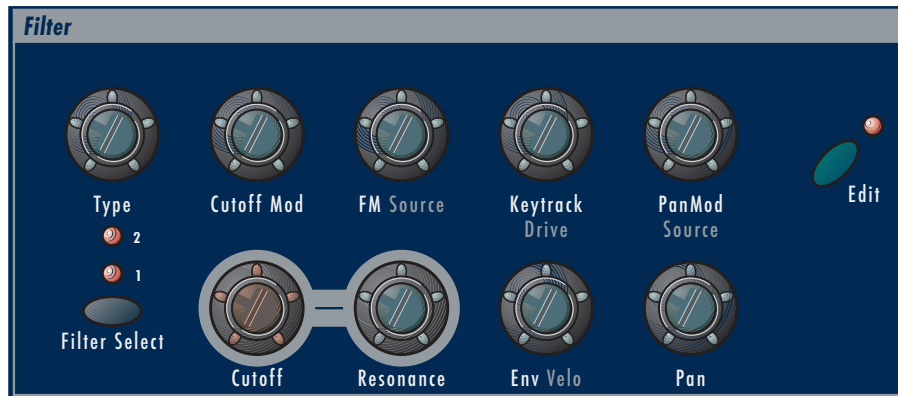 Filter
Type
Cutoff Mod
FM Source
Keytrack
Drive
PanMod
Source
Edit
2
1
Filter Select
Cutoff
Resonance
Env Velo
Pan